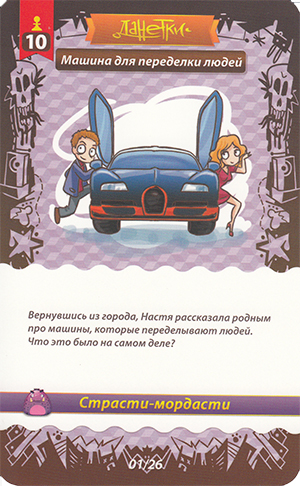 ДАНЕТКИ
10
Машина для переделки людей
Вернувшись из города, Настя рассказала родным
про машины, которые переделывают людей.
Что это было на самом деле?
Страсти-мордасти
01/26